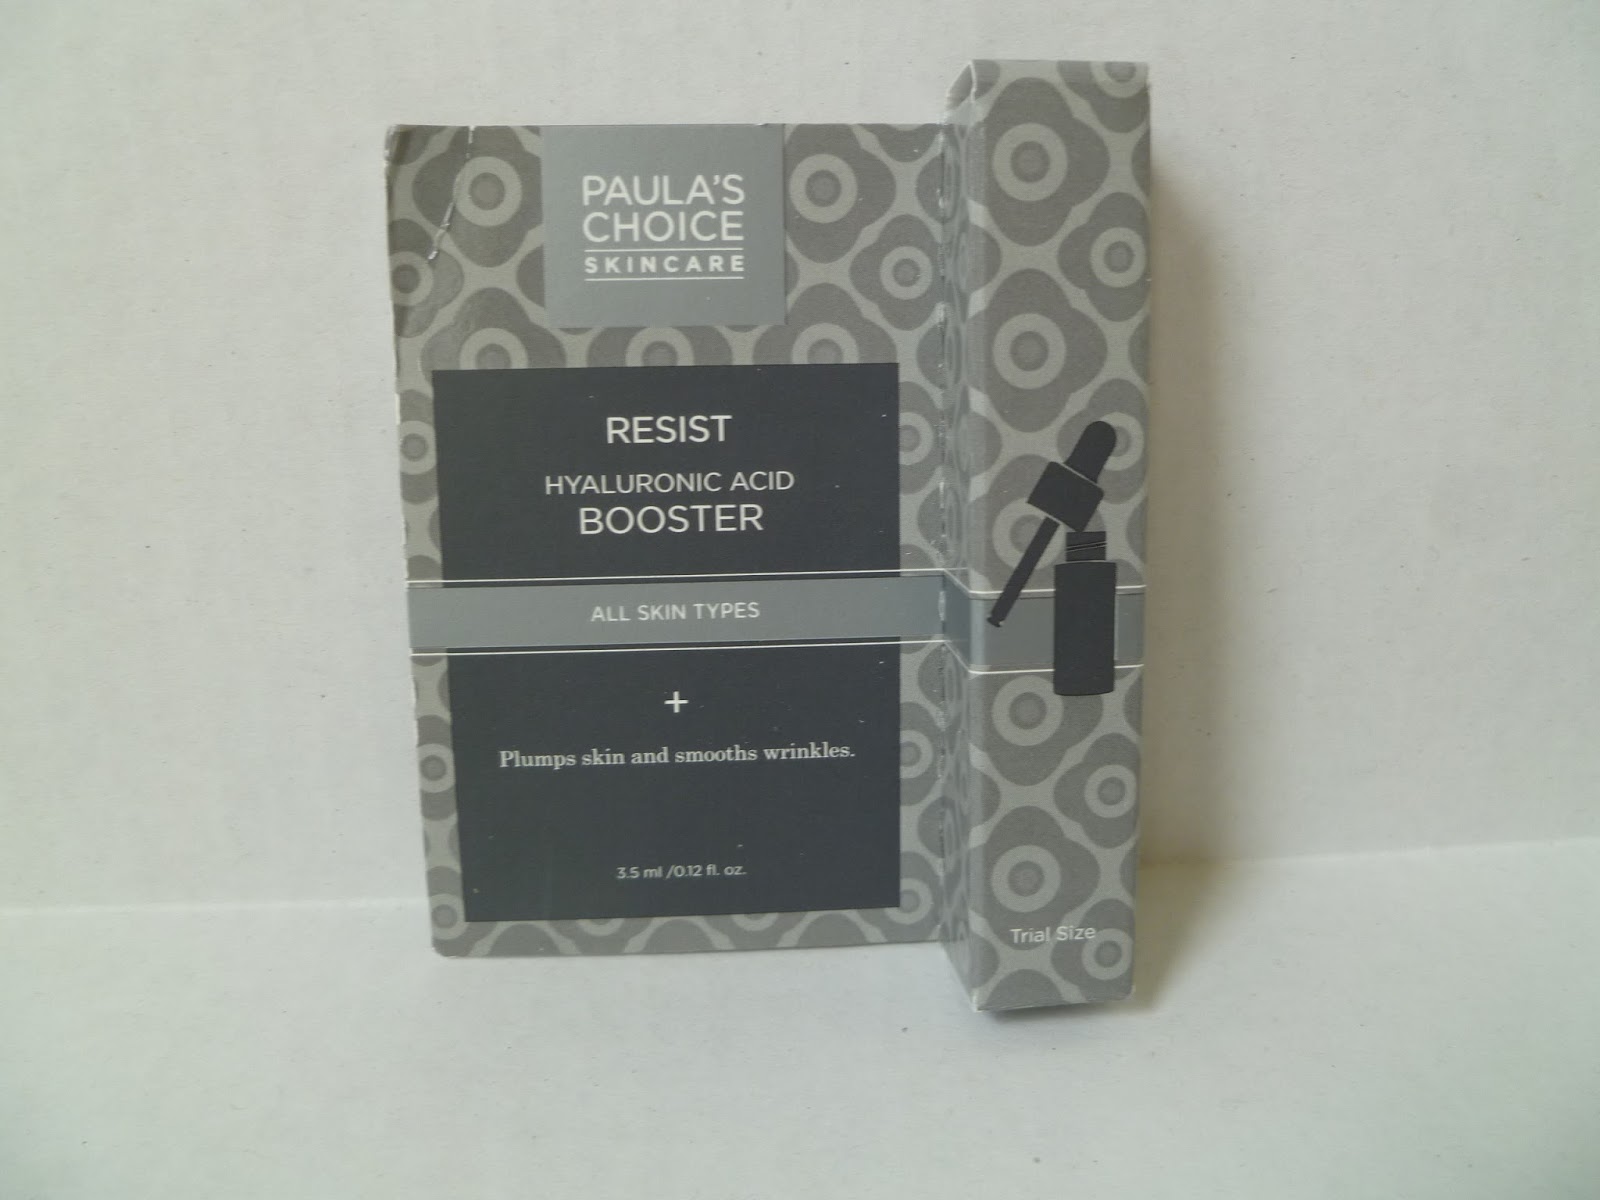 PAULA'S
CHOICE
SKINCARE
RESIST
HYALURONIC ACID
BOOSTER
ALL SKIN TYPES
+
Plumps skin and smooths wrinkles.
3.5 ml /0.12 fl. oz.
Trial Size